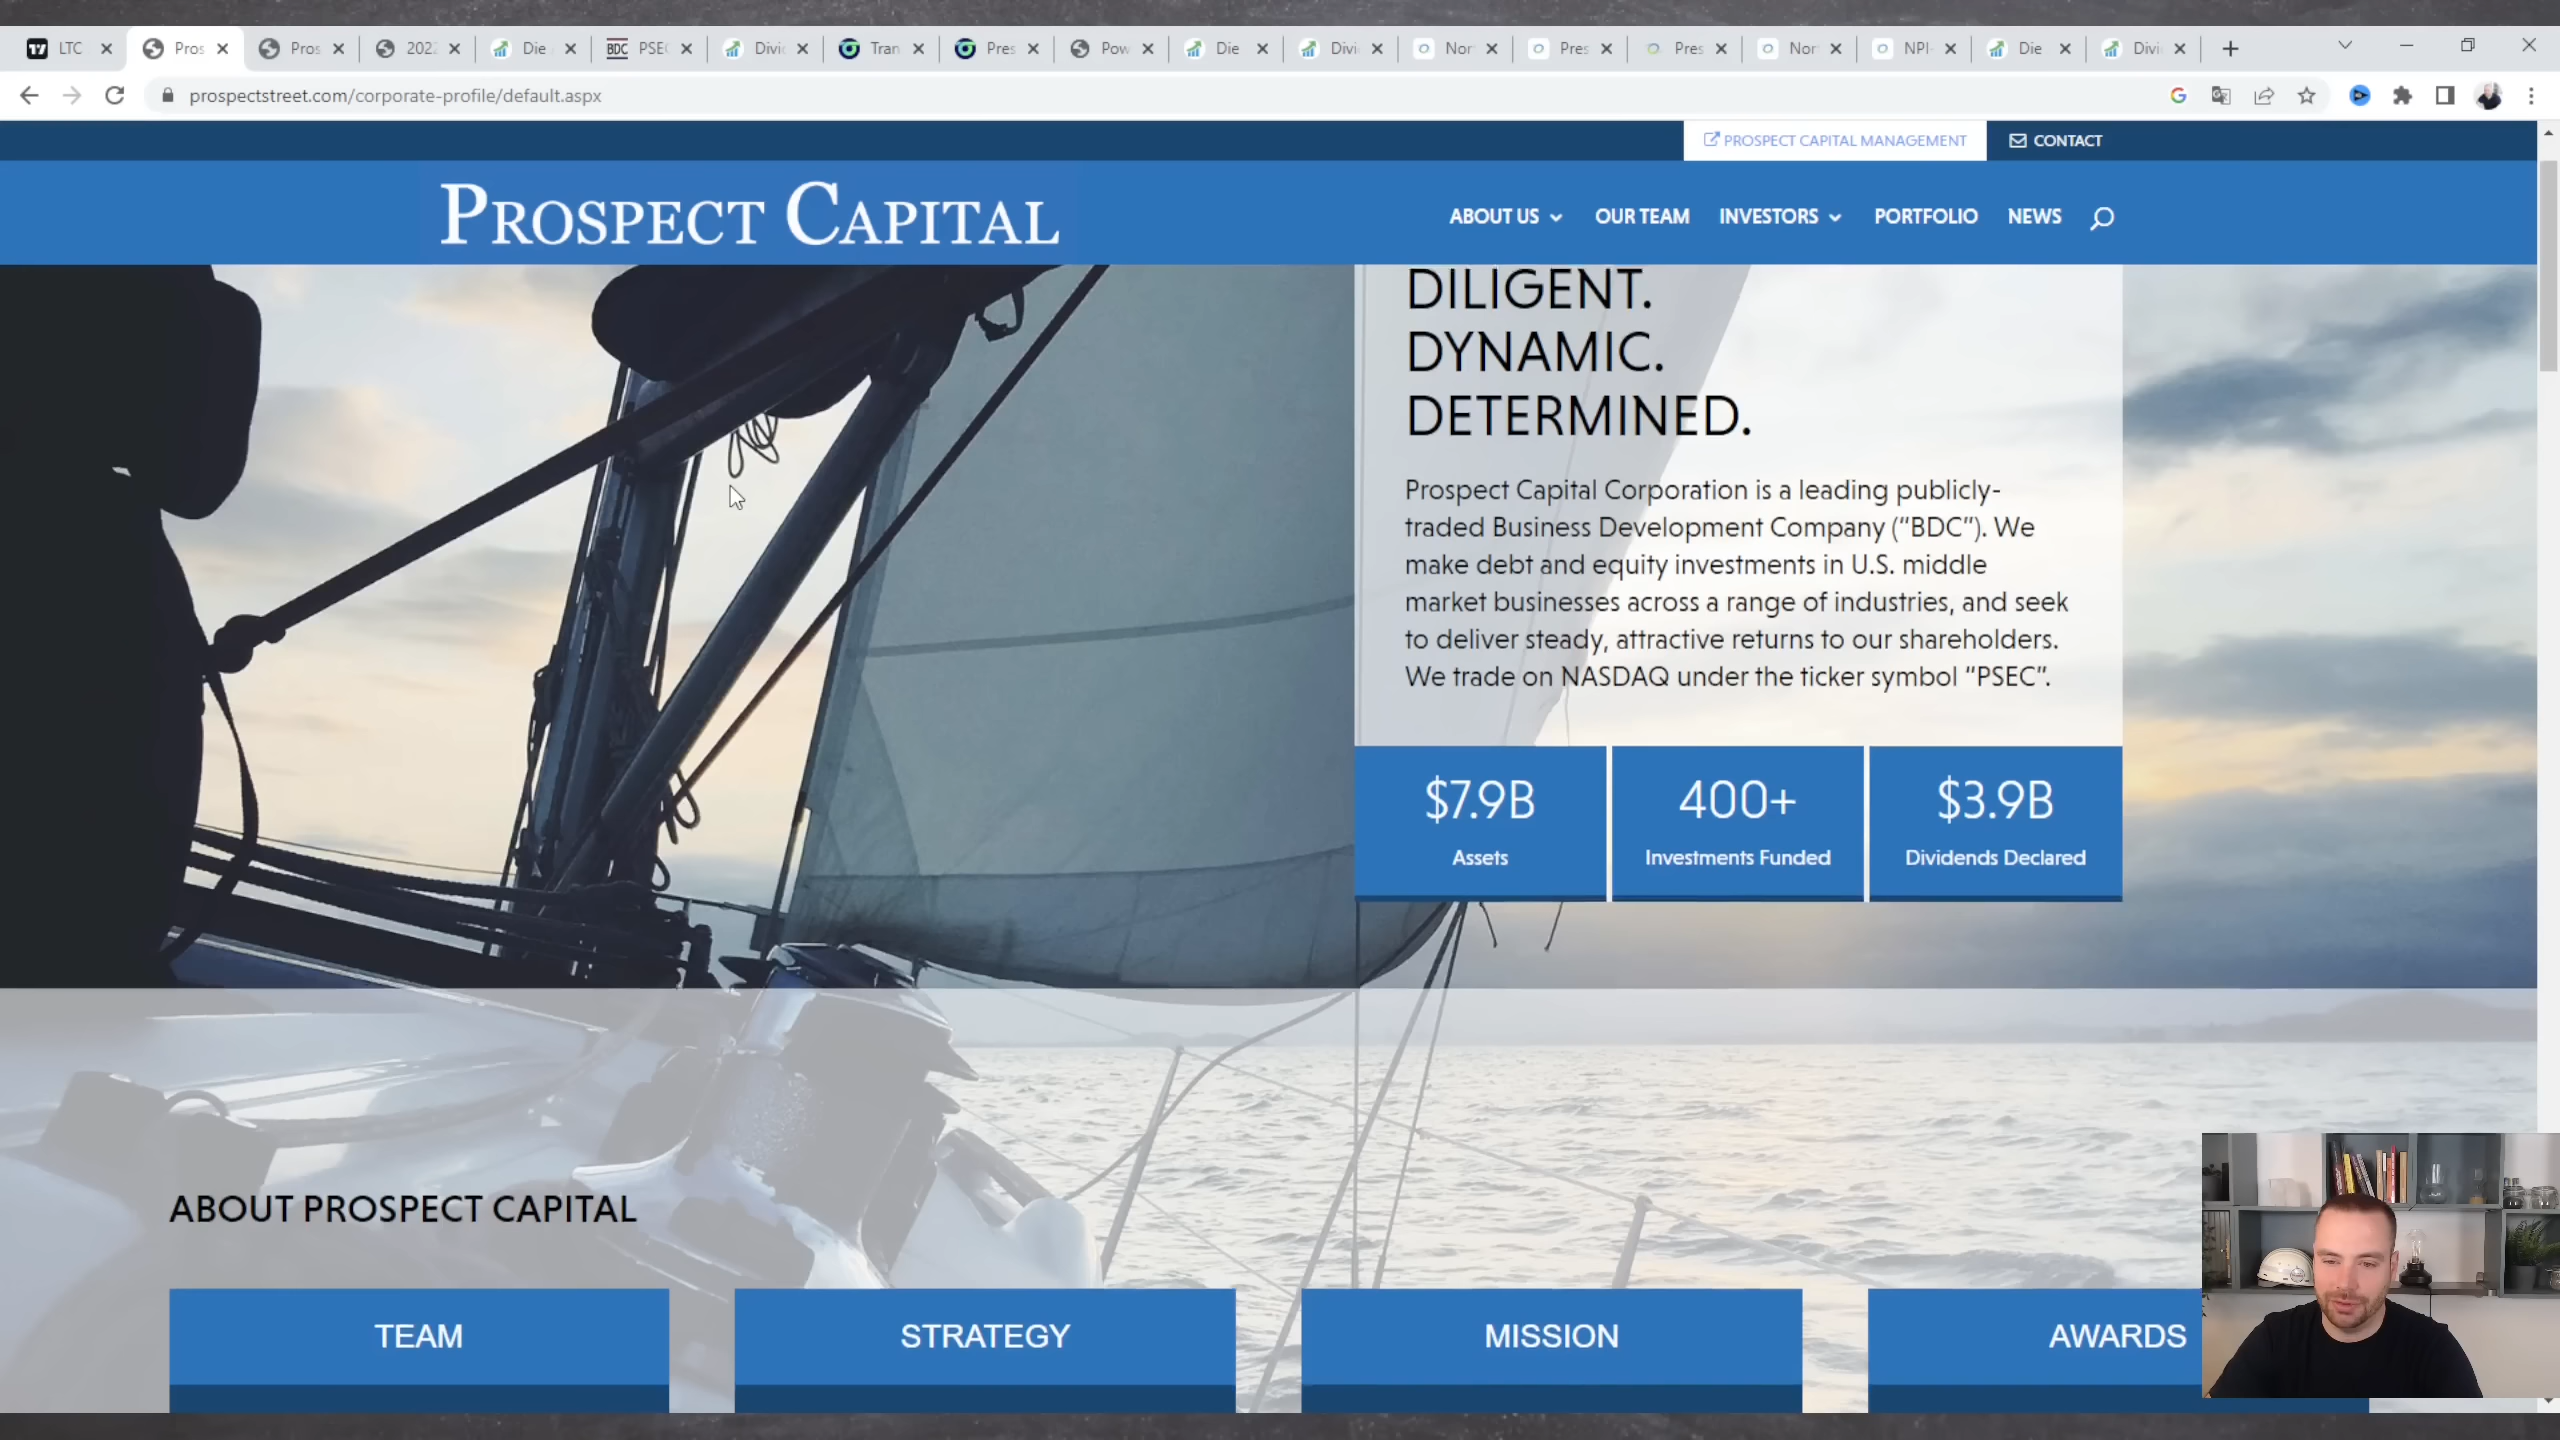 LTC
Pros
Pros
2022
Die
BDC PSEC
Divi
Tran
Pres
Pow
Die
Divi
Nor
Pres
Pres
Nor
NPI-
Die
Divi
prospectstreet.com/corporate-profile/default.aspx
PROSPECT CAPITAL MANAGEMENT
CONTACT
PROSPECT CAPITAL
ABOUT US
OUR TEAM
INVESTORS
PORTFOLIO
NEWS
DILIGENT.
DYNAMIC.
DETERMINED.
Prospect Capital Corporation is a leading publicly-
traded Business Development Company (“BDC”). We
make debt and equity investments in U.S. middle
market businesses across a range of industries, and seek
to deliver steady, attractive returns to our shareholders.
We trade on NASDAQ under the ticker symbol “PSEC”.
$7.9B
Assets
400+
Investments Funded
$3.9B
Dividends Declared
ABOUT PROSPECT CAPITAL
TEAM
STRATEGY
MISSION
AWARDS